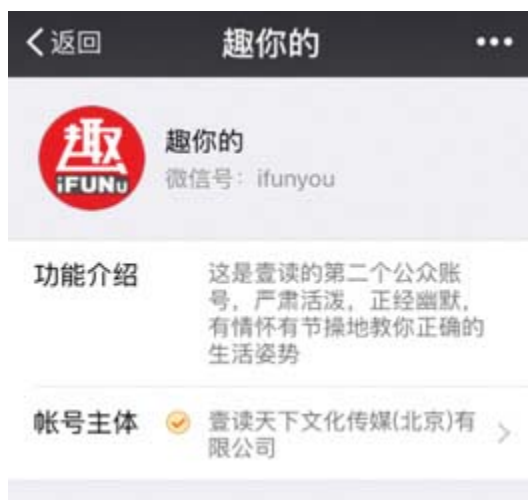 返回
趣你的
趣
iFUNu
趣你的
微信号：ifunyou
功能介绍
这是壹读的第二个公众账
号，严肃活泼，正经幽默，
有情怀有节操地教你正确的
生活姿势
帐号主体
壹读天下文化传媒(北京)有
限公司